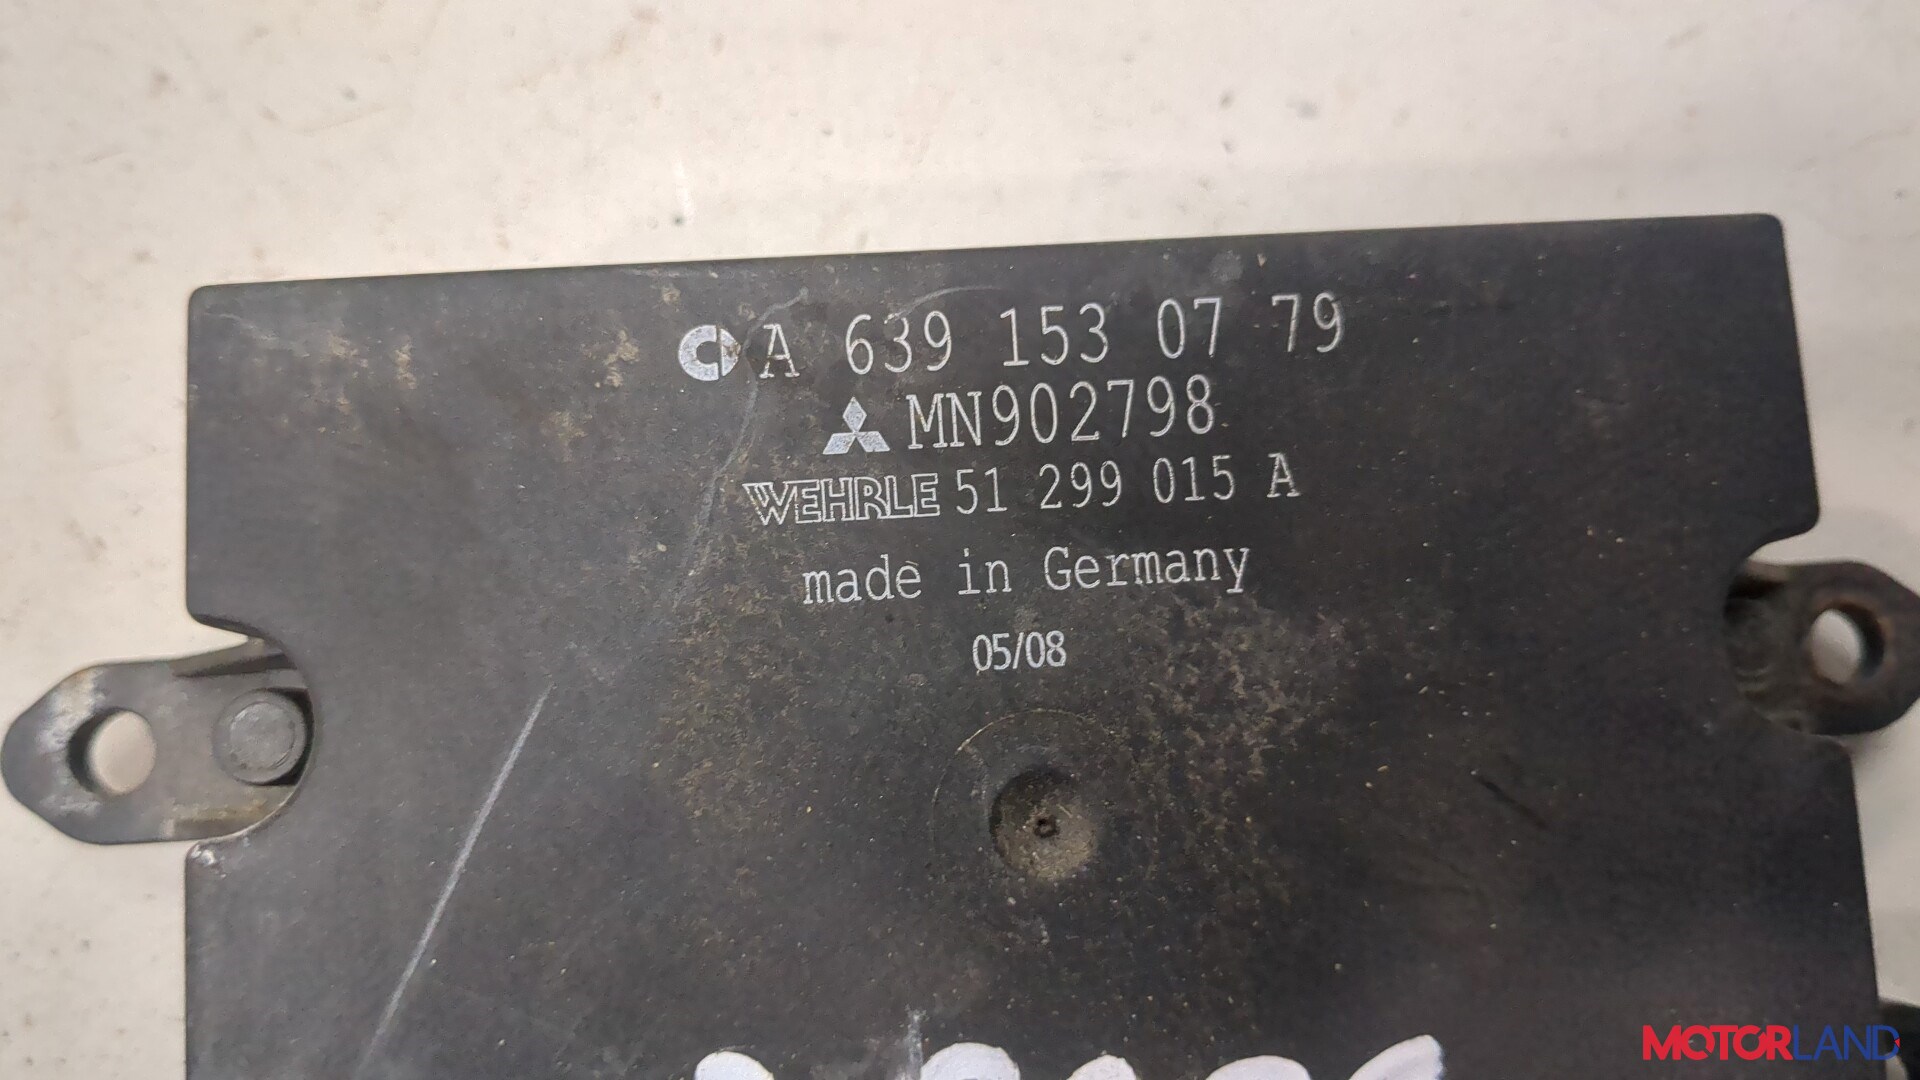 A 639 153 07 79
MN902798
WEHRLE 51 299 015 A
made in Germany
05/08
MOTORLAND